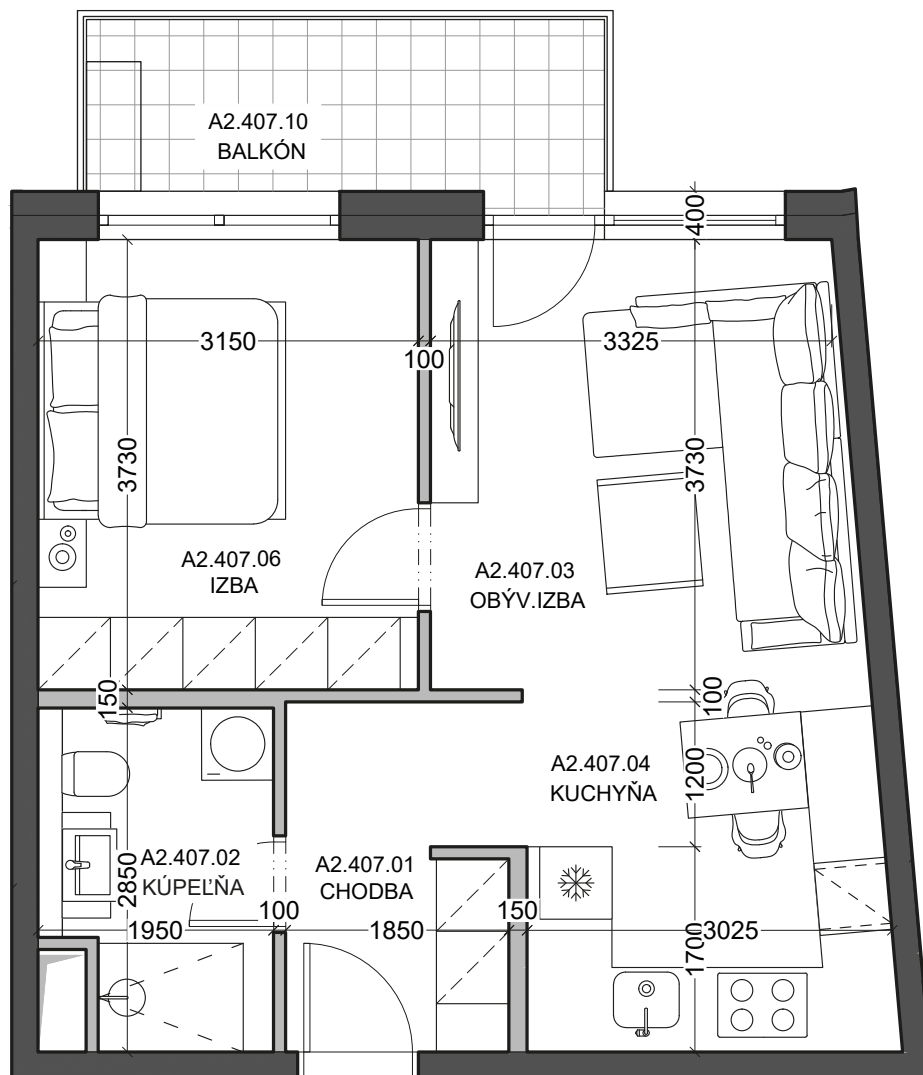 A2.407.10
BALKÓN
400
3150
100
3325
3730
3730
A2.407.06
IZBA
A2.407.03
OBÝV.IZBA
150
100
A2.407.04
KUCHYŇA
1200
A2.407.02
KÚPEĽŇA
A2.407.01
CHODBA
2850
1950
100
1850
150
3025
1700